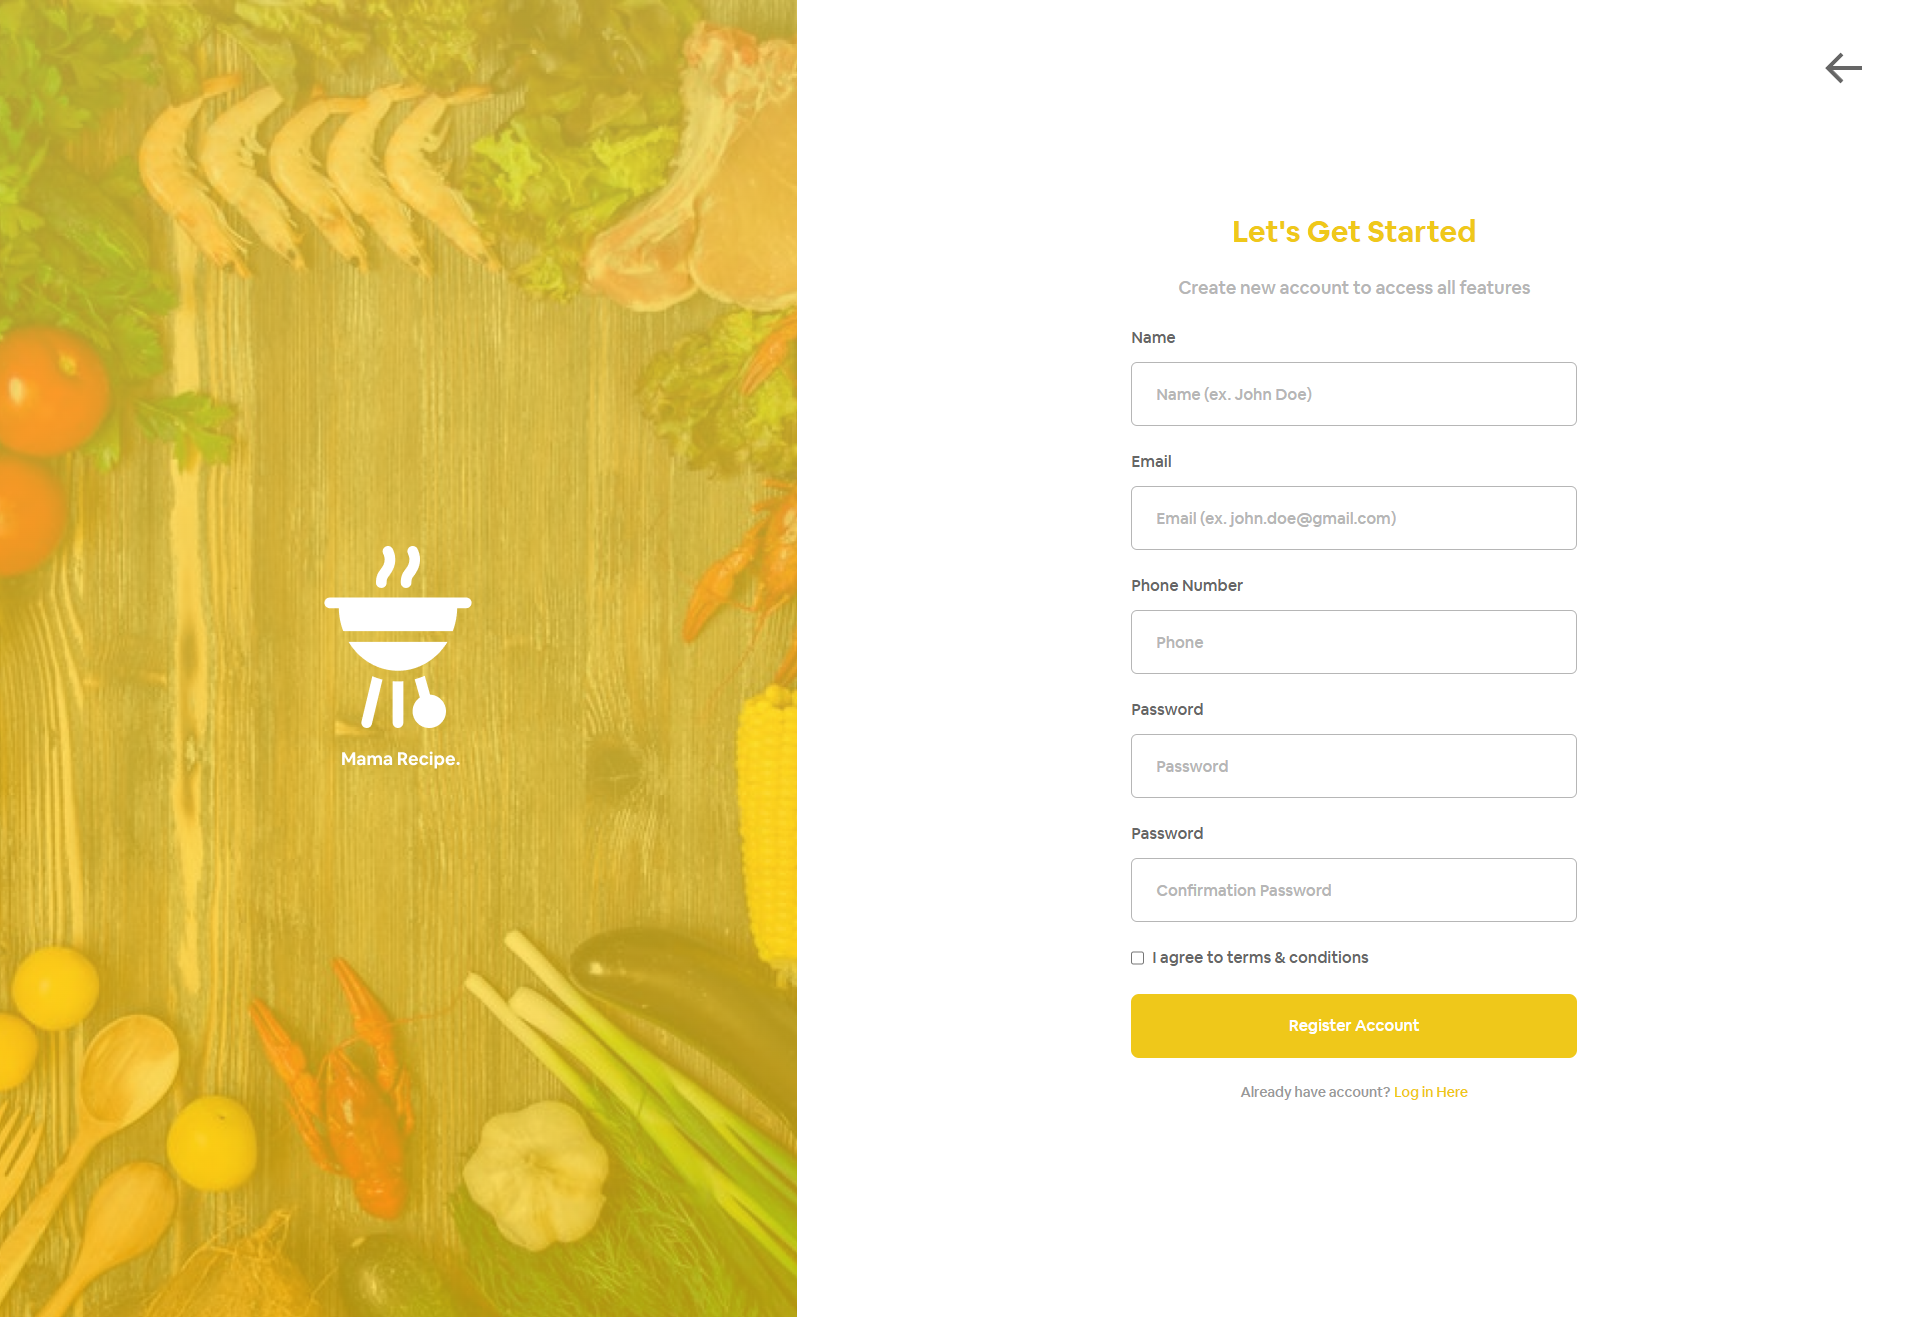 Mama Recipe.
Let's Get Started
Create new account to access all features
Name
Name (ex. John Doe)
Email
Email (ex. john.doe@gmail.com)
Phone Number
Phone
Password
Password
Password
Confirmation Password
I agree to terms & conditions
Register Account
Already have account? Log in Here